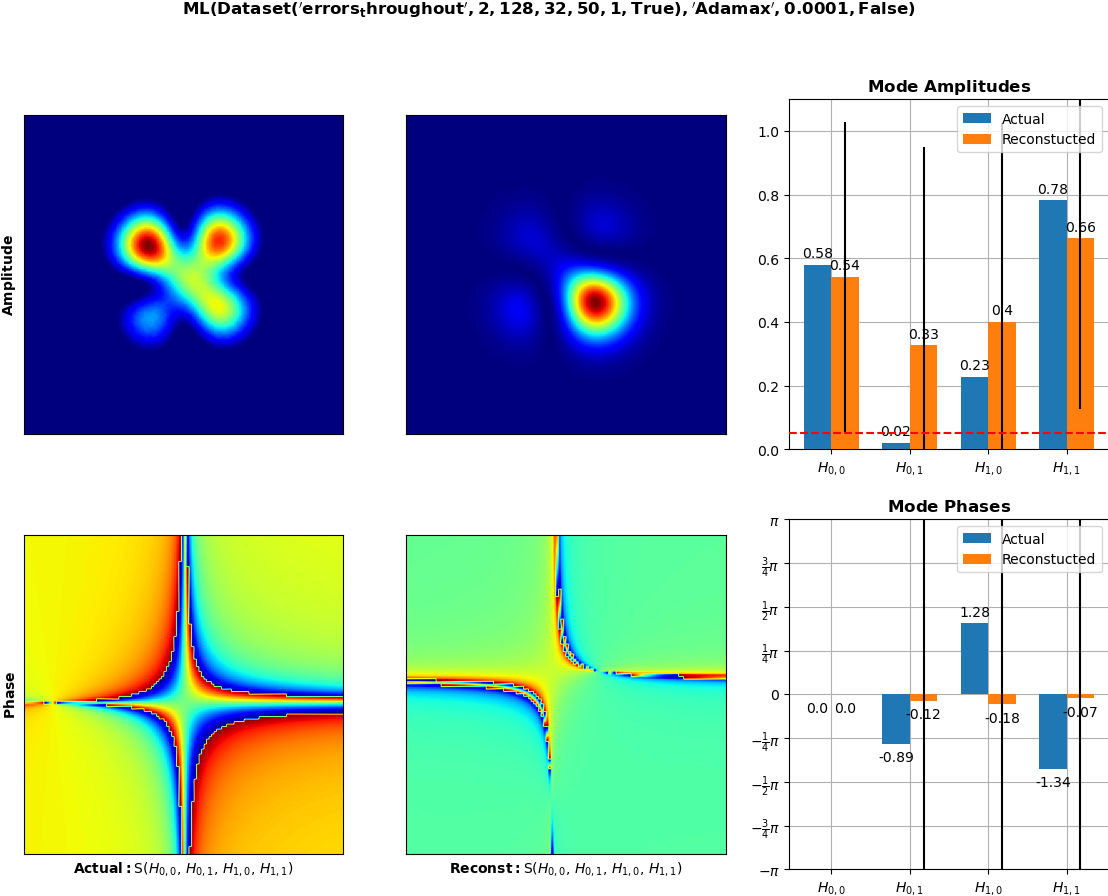 ML(Dataset('errors_throughout', 2, 128, 32, 50, 1, True), 'Adamax', 0.0001, False)
Amplitude
Mode Amplitudes
Actual
Reconstucted
1.0
0.8
0.6
0.4
0.2
0.0
0.58
0.54
0.02
0.33
0.23
0.4
0.78
0.66
H0,0
H0,1
H1,0
H1,1
Phase
Actual: S(H0,0, H0,1, H1,0, H1,1)
Reconst: S(H0,0, H0,1, H1,0, H1,1)
Mode Phases
Actual
Reconstucted
π
3/4π
1/2π
1/4π
0
−1/4π
−1/2π
−3/4π
−π
0.0
0.0
-0.89
-0.12
1.28
-0.18
-1.34
-0.07
H0,0
H0,1
H1,0
H1,1